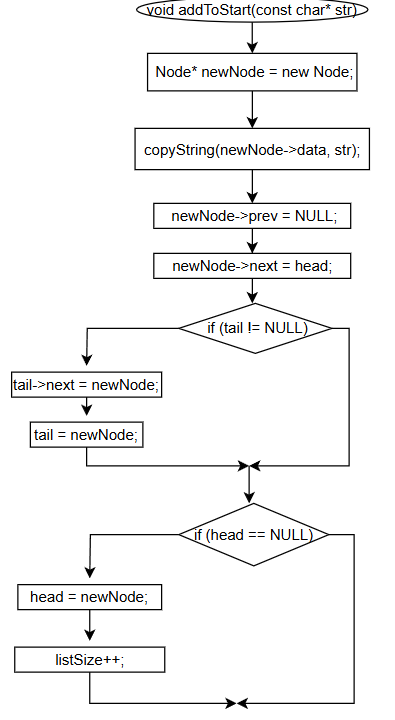 void addToStart(const char* str)
Node* newNode = new Node;
copyString(newNode->data, str);
newNode->prev = NULL;
newNode->next = head;
if (tail != NULL)
tail->next = newNode;
tail = newNode;
if (head == NULL)
head = newNode;
listSize++;